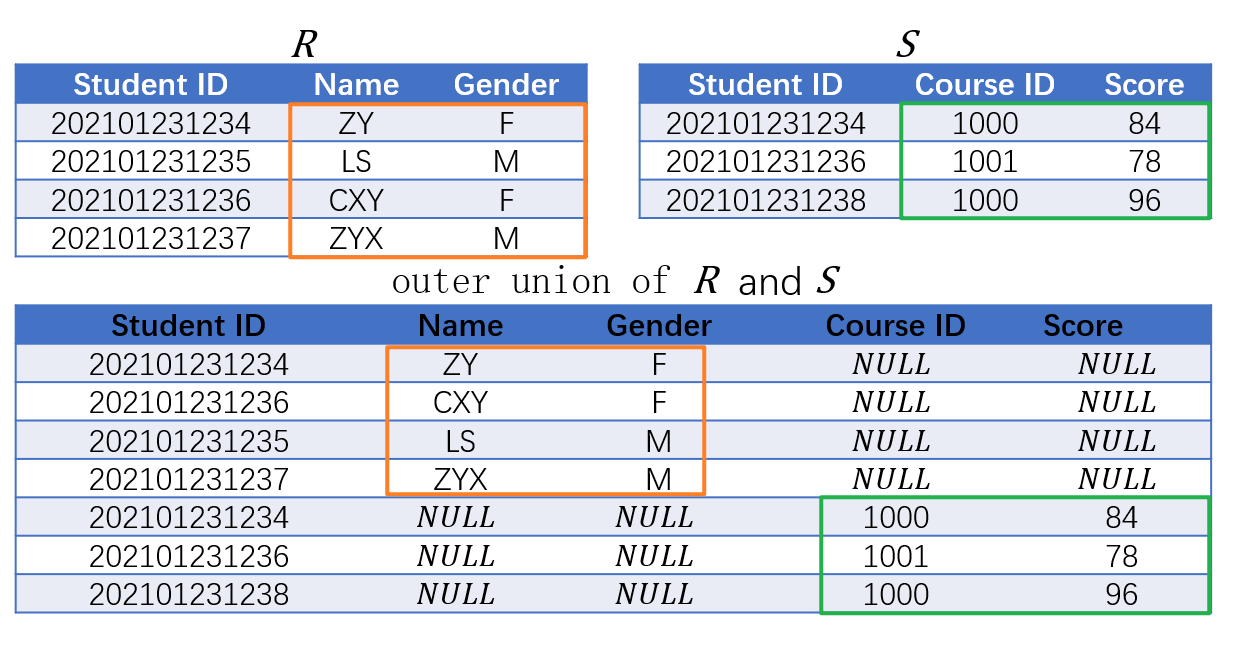 R S
Student ID Name Gender Student ID Course ID Score
202101231234 ZY F 202101231234 1000 84
202101231235 LS M 202101231236 1001 78
202101231236 CXY F 202101231238 1000 96
202101231237 ZYX M
outer union of R and S
Student ID Name Gender Course ID Score
202101231234 ZY F NULL NULL
202101231236 CXY F NULL NULL
202101231235 LS M NULL NULL
202101231237 ZYX M NULL NULL
202101231234 NULL NULL 1000 84
202101231236 NULL NULL 1001 78
202101231238 NULL NULL 1000 96